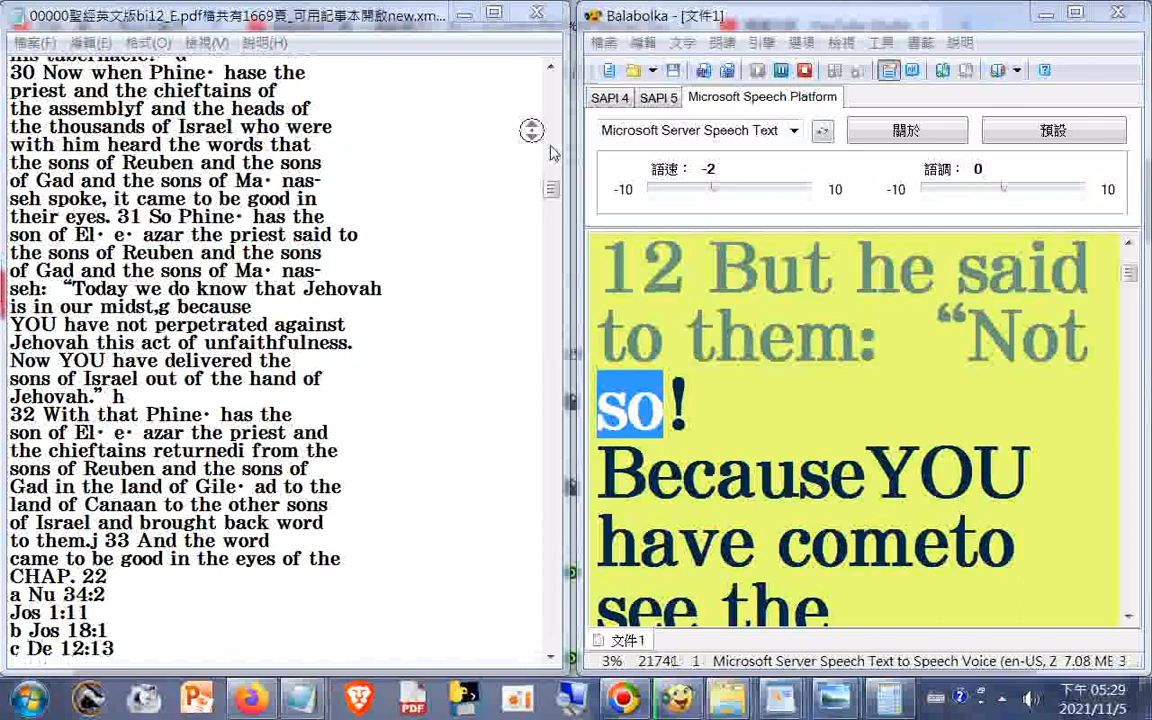 00000聖經英文版bi12_E.pdf檔共有1669頁_可用記事本開啟new.xm...
檔案(F) 編輯(E) 格式(O) 檢視(V) 說明(H)
his tabernacle!" d
30 Now when Phine· hase the
priest and the chieftains of
the assemblyf and the heads of
the thousands of Israel who were
with him heard the words that
the sons of Reuben and the sons
of Gad and the sons of Ma· nas-
seh spoke, it came to be good in
their eyes. 31 So Phine· has the
son of El· e· azar the priest said to
the sons of Reuben and the sons
of Gad and the sons of Ma· nas-
seh: “Today we do know that Jehovah
is in our midst,g because
YOU have not perpetrated against
Jehovah this act of unfaithfulness.
Now YOU have delivered the
sons of Israel out of the hand of
Jehovah.” h
32 With that Phine· has the
son of El· e· azar the priest and
the chieftains returnedi from the
sons of Reuben and the sons of
Gad in the land of Gile· ad to the
land of Canaan to the other sons
of Israel and brought back word
to them.j 33 And the word
came to be good in the eyes of the
CHAP. 22
a Nu 34:2
Jos 1:11
b Jos 18:1
c De 12:13
Balabolka - [文件1]
檔案 編輯 文字 朗讀 引擎 選項 檢視 工具 書籤 說明
SAPI 4 SAPI 5 Microsoft Speech Platform
Microsoft Server Speech Text 關於 預設
語速: -2 語調: 0
-10 10 -10 10
12 But he said
to them: “Not
so!
BecauseYOU
have cometo
see the
文件1
3% 21741 1 Microsoft Server Speech Text to Speech Voice (en-US, 2 7.08 ME 3
PDF
下午 05:29
2021/11/5